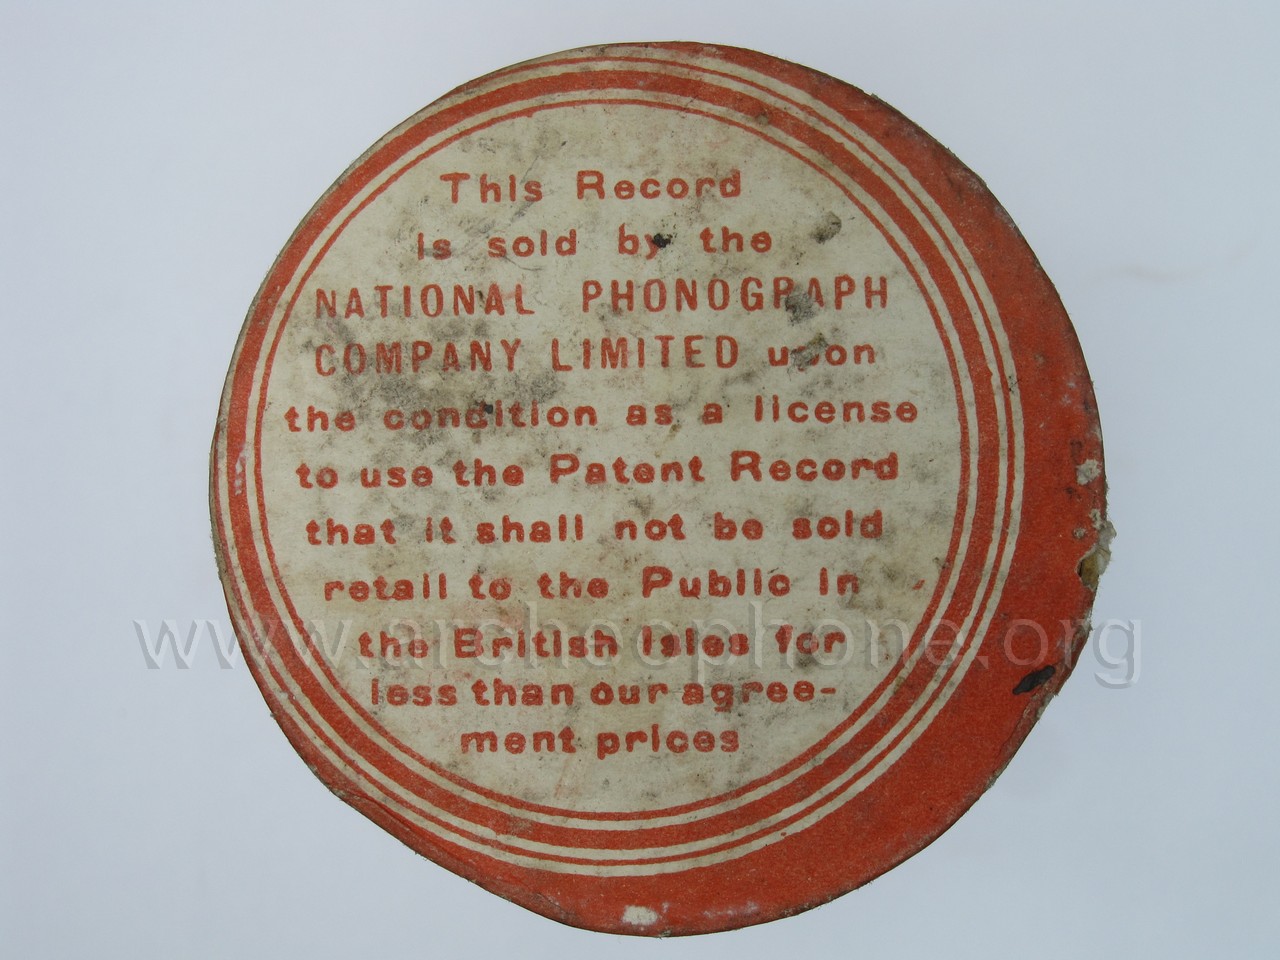 This Record
is sold by the
NATIONAL PHONOGRAPH
COMPANY LIMITED upon
the condition as a license
to use the Patent Record
that it shall not be sold
retail to the Public in
the British Isles for
less than our agree-
ment prices
www.archeophone.org